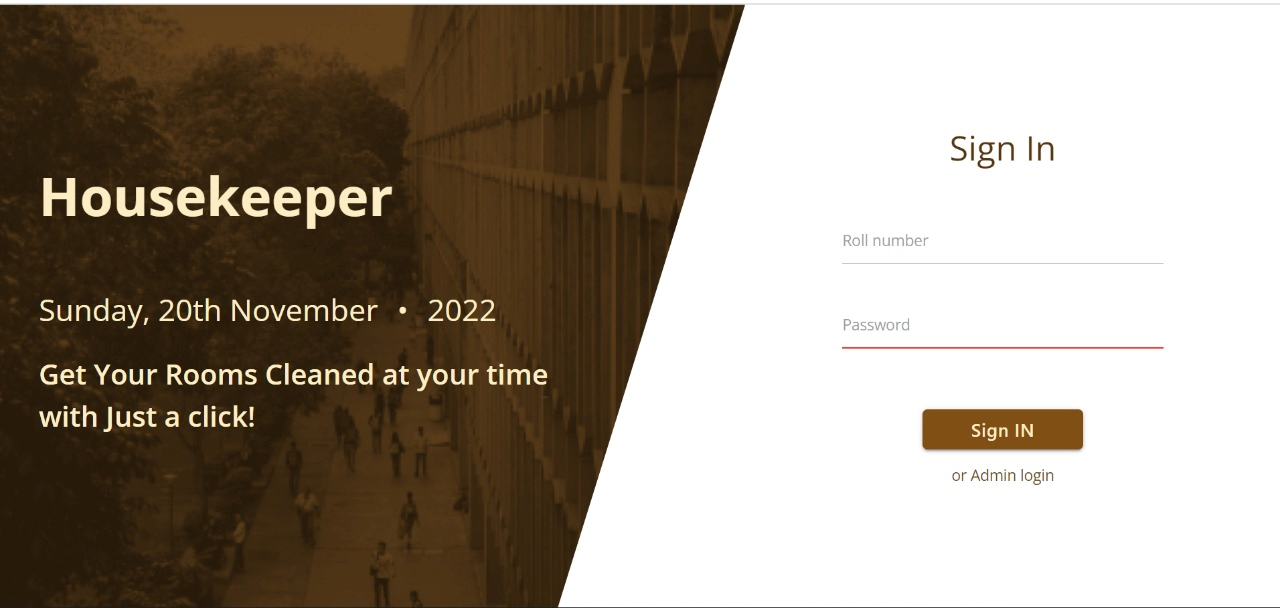 Housekeeper
Sunday, 20th November • 2022
Get Your Rooms Cleaned at your time
with Just a click!
Sign In
Roll number
Password
Sign IN
or Admin login